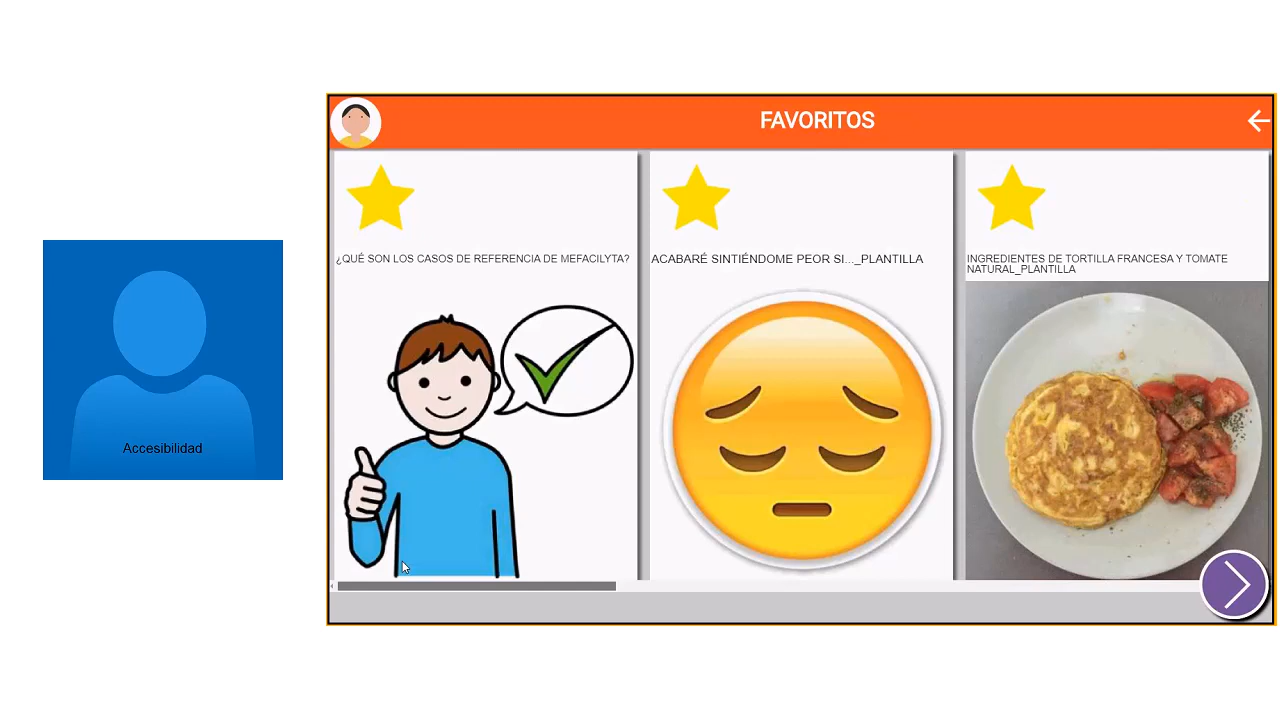 FAVORITOS
¿QUÉ SON LOS CASOS DE REFERENCIA DE MEFACILYTA?
ACABARÉ SINTIÉNDOME PEOR SI..._PLANTILLA
INGREDIENTES DE TORTILLA FRANCESA Y TOMATE
NATURAL_PLANTILLA
Accesibilidad